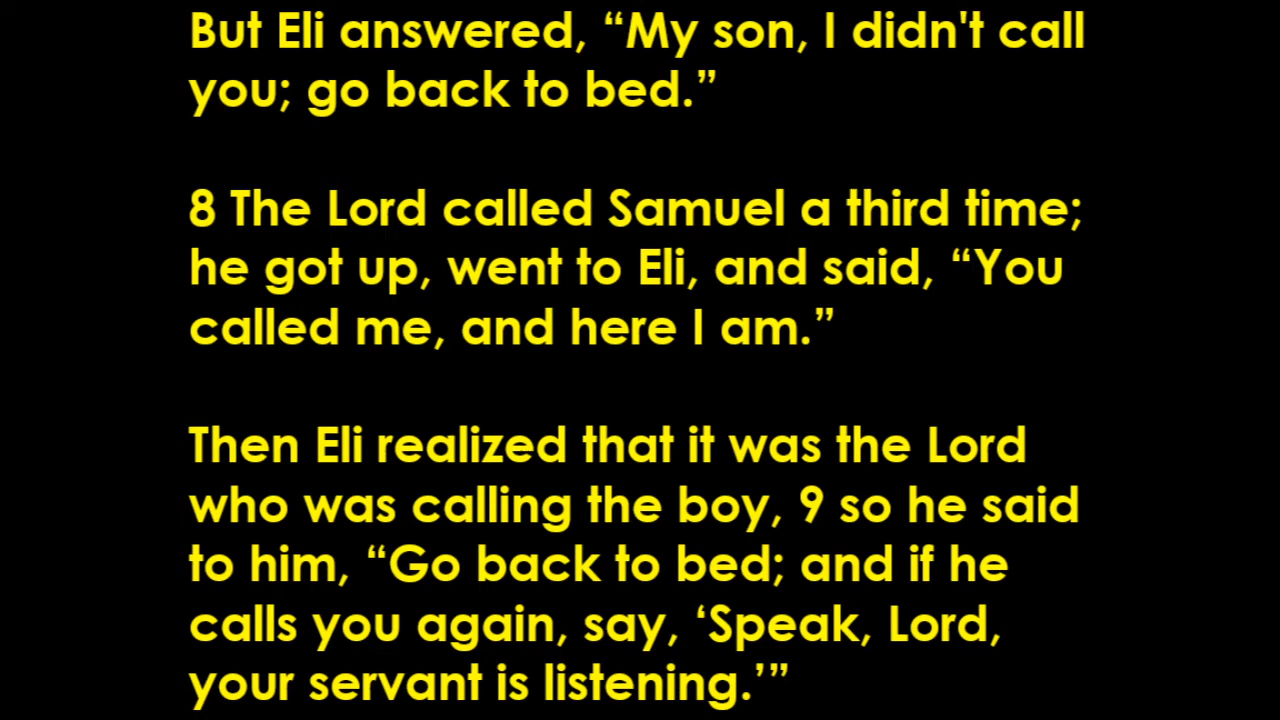 But Eli answered, “My son, I didn't call
you; go back to bed.”
8 The Lord called Samuel a third time;
he got up, went to Eli, and said, “You
called me, and here I am.”
Then Eli realized that it was the Lord
who was calling the boy, 9 so he said
to him, “Go back to bed; and if he
calls you again, say, ‘Speak, Lord,
your servant is listening.’”